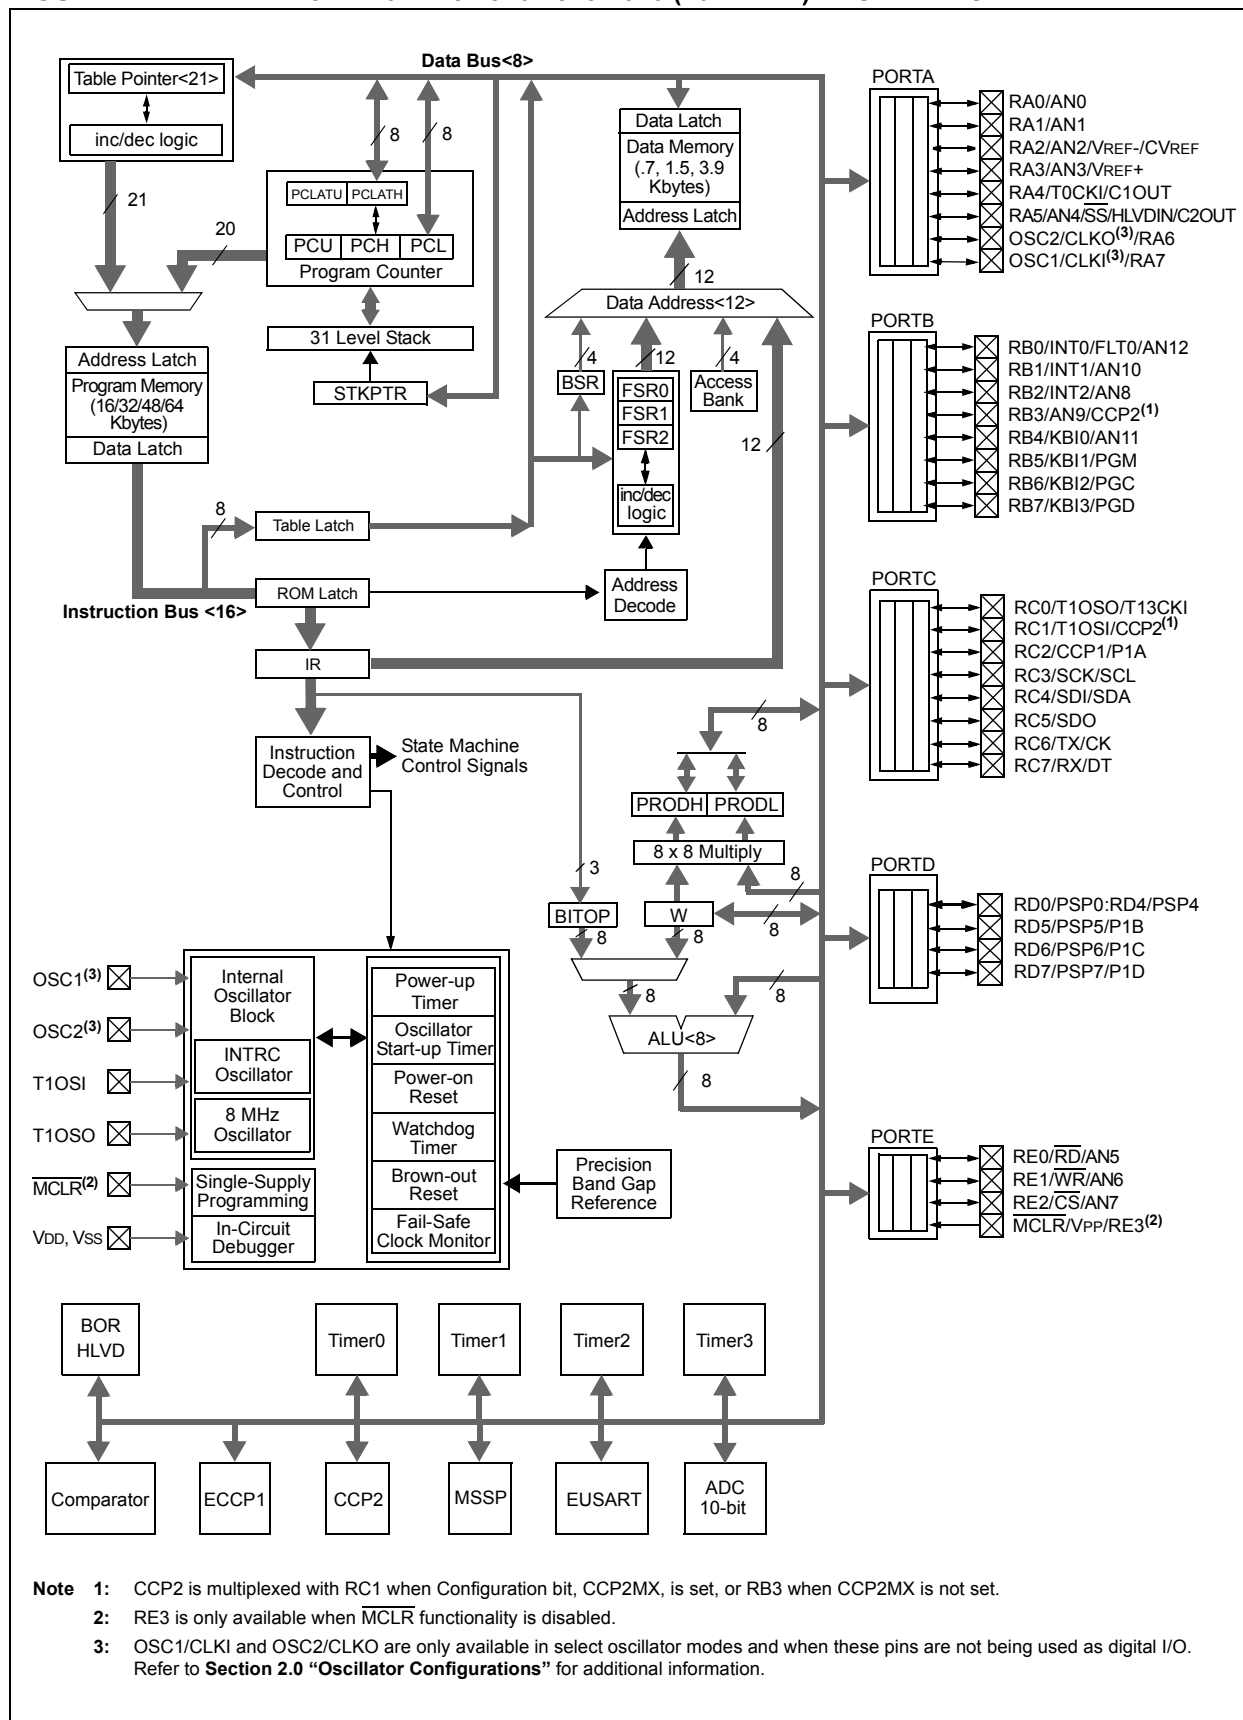 Data Bus<8>
Table Pointer<21>
inc/dec logic
21
20
8
8
PCLATU PCLATH
PCU PCH PCL
Program Counter
31 Level Stack
STKPTR
Address Latch
Program Memory
(16/32/48/64
Kbytes)
Data Latch
8
Table Latch
ROM Latch
Instruction Bus <16>
IR
Data Latch
Data Memory
(.7, 1.5, 3.9
Kbytes)
Address Latch
12
Data Address<12>
4
12
4
BSR
FSR0
FSR1
FSR2
inc/dec
logic
Access
Bank
12
Address
Decode
Instruction
Decode and
Control
State Machine
Control Signals
8
PRODH PRODL
8 x 8 Multiply
3
8
BITOP
W
8
8
8
8
8
ALU<8>
8
OSC1(3)
OSC2(3)
T1OSI
T1OSO
MCLR(2)
VDD, VSS
Internal
Oscillator
Block
INTRC
Oscillator
8 MHz
Oscillator
Single-Supply
Programming
In-Circuit
Debugger
Power-up
Timer
Oscillator
Start-up Timer
Power-on
Reset
Watchdog
Timer
Brown-out
Reset
Fail-Safe
Clock Monitor
Precision
Band Gap
Reference
PORTA
RA0/AN0
RA1/AN1
RA2/AN2/VREF-/CVREF
RA3/AN3/VREF+
RA4/T0CKI/C1OUT
RA5/AN4/SS/HLVDIN/C2OUT
OSC2/CLKO(3)/RA6
OSC1/CLKI(3)/RA7
PORTB
RB0/INT0/FLT0/AN12
RB1/INT1/AN10
RB2/INT2/AN8
RB3/AN9/CCP2(1)
RB4/KBI0/AN11
RB5/KBI1/PGM
RB6/KBI2/PGC
RB7/KBI3/PGD
PORTC
RC0/T1OSO/T13CKI
RC1/T1OSI/CCP2(1)
RC2/CCP1/P1A
RC3/SCK/SCL
RC4/SDI/SDA
RC5/SDO
RC6/TX/CK
RC7/RX/DT
PORTD
RD0/PSP0:RD4/PSP4
RD5/PSP5/P1B
RD6/PSP6/P1C
RD7/PSP7/P1D
PORTE
RE0/RD/AN5
RE1/WR/AN6
RE2/CS/AN7
MCLR/VPP/RE3(2)
BOR
HLVD
Timer0
Timer1
Timer2
Timer3
Comparator
ECCP1
CCP2
MSSP
EUSART
ADC
10-bit
Note 1: CCP2 is multiplexed with RC1 when Configuration bit, CCP2MX, is set, or RB3 when CCP2MX is not set.
2: RE3 is only available when MCLR functionality is disabled.
3: OSC1/CLKI and OSC2/CLKO are only available in select oscillator modes and when these pins are not being used as digital I/O.
Refer to Section 2.0 “Oscillator Configurations” for additional information.